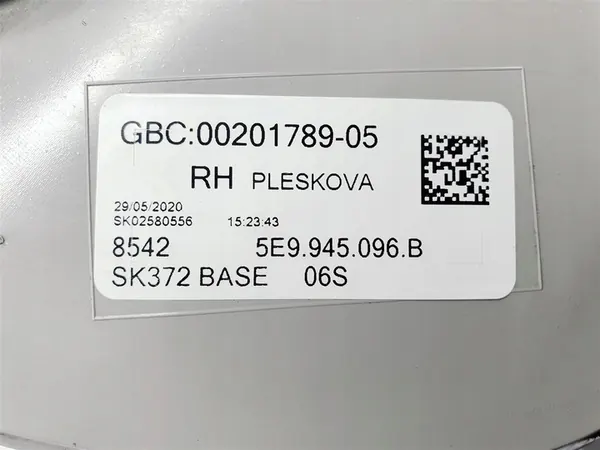 GBC:00201789-05
RH PLESKOVA
29/05/2020
SK02580556 15:23:43
8542 5E9.945.096.B
SK372 BASE 06S